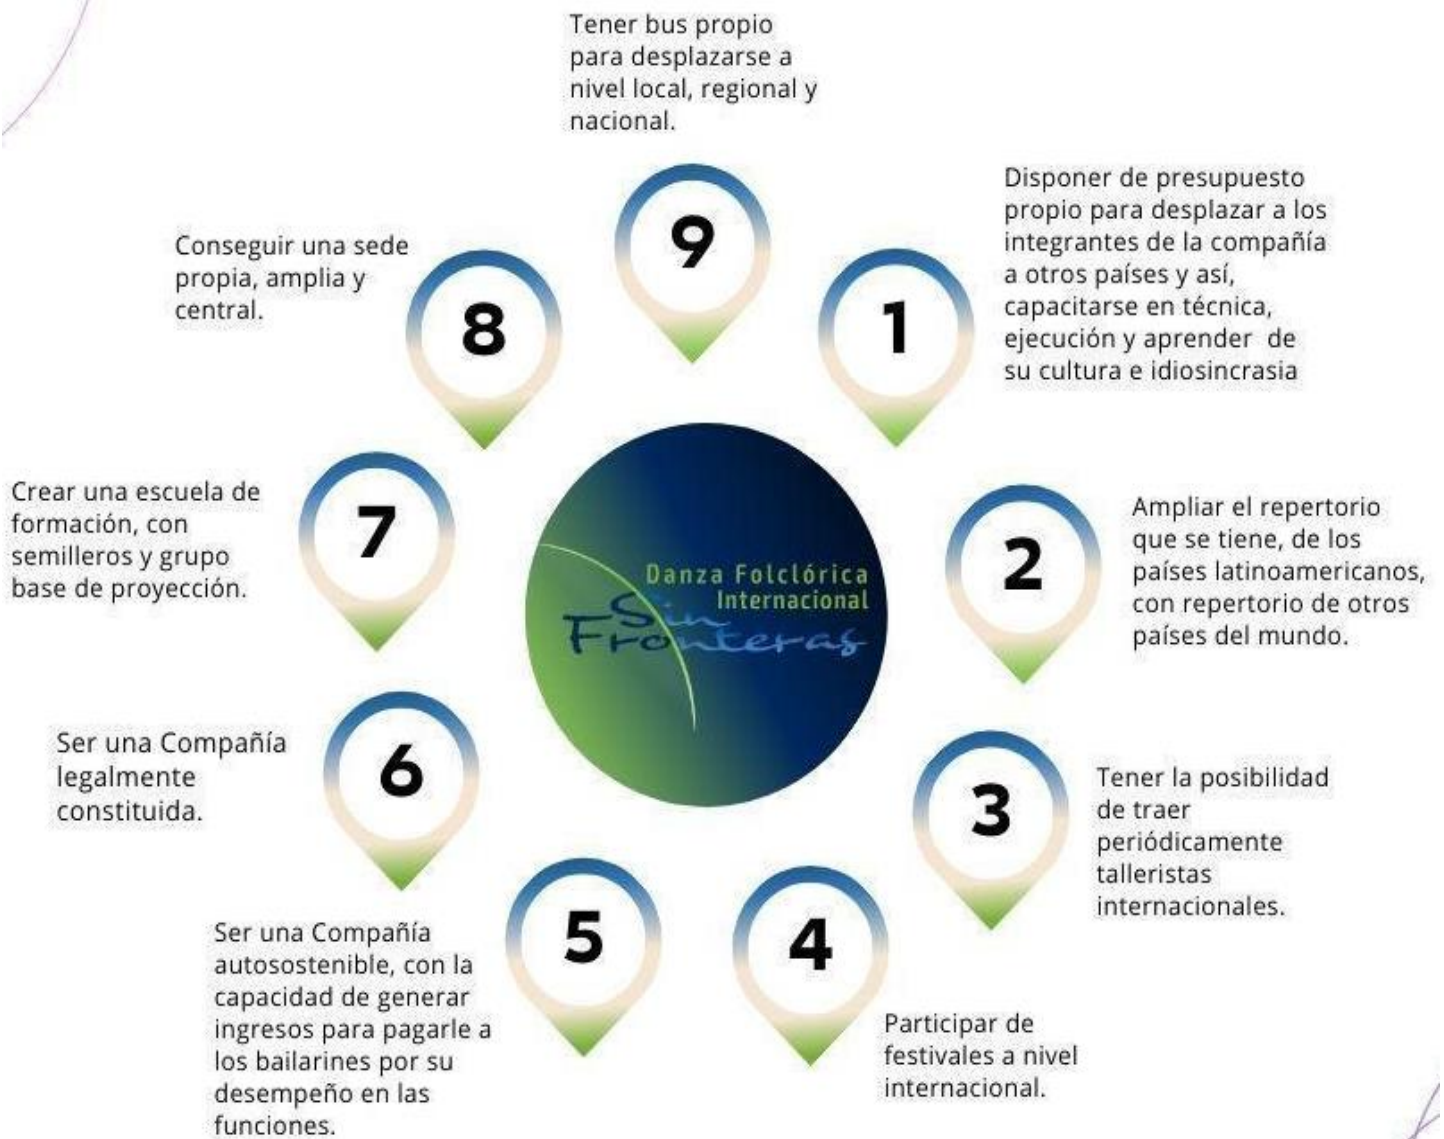 Tener bus propio
para desplazarse a
nivel local, regional y
nacional.
9
Disponer de presupuesto
propio para desplazar a los
integrantes de la compañía
a otros países y así,
capacitarse en técnica,
ejecución y aprender de
su cultura e idiosincrasia
1
Ampliar el repertorio
que se tiene, de los
países latinoamericanos,
con repertorio de otros
países del mundo.
2
Tener la posibilidad
de traer
periódicamente
talleristas
internacionales.
3
Participar de
festivales a nivel
internacional.
4
Ser una Compañía
autosostenible, con la
capacidad de generar
ingresos para pagarle a
los bailarines por su
desempeño en las
funciones.
5
Ser una Compañía
legalmente
constituida.
6
Crear una escuela de
formación, con
semilleros y grupo
base de proyección.
7
Conseguir una sede
propia, amplia y
central.
8
Danza Folclórica
Internacional
Sin
Fronteras